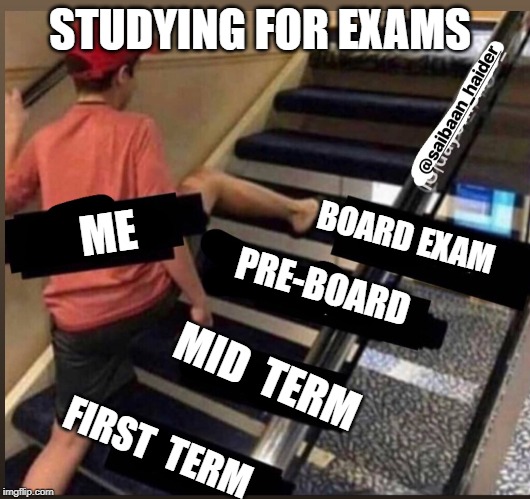 STUDYING FOR EXAMS
@saibaan_haider
ME
BOARD EXAM
PRE-BOARD
MID TERM
FIRST TERM
imgflip.com